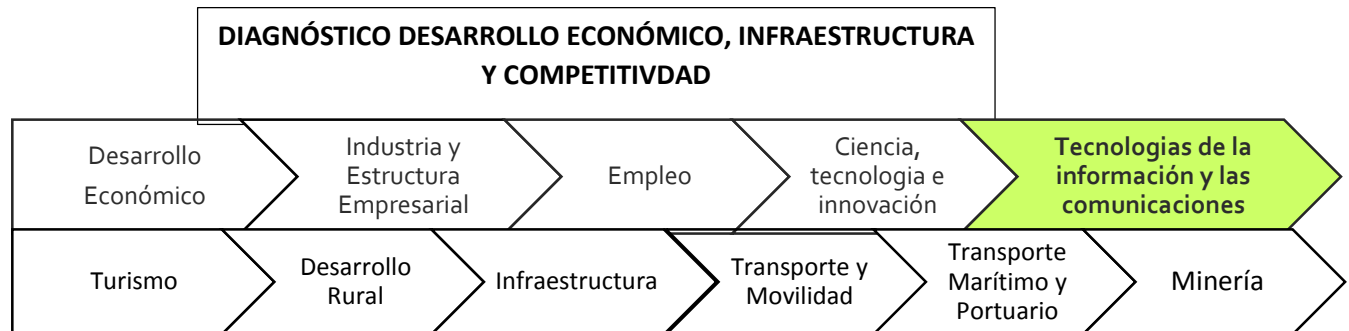 DIAGNÓSTICO DESARROLLO ECONÓMICO, INFRAESTRUCTURA
Y COMPETITIVDAD
Desarrollo
Económico
Industria y
Estructura
Empresarial
Empleo
Ciencia,
tecnologia e
innovación
Tecnologias de la
información y las
comunicaciones
Turismo
Desarrollo
Rural
Infraestructura
Transporte y
Movilidad
Transporte
Marítimo y
Portuario
Minería